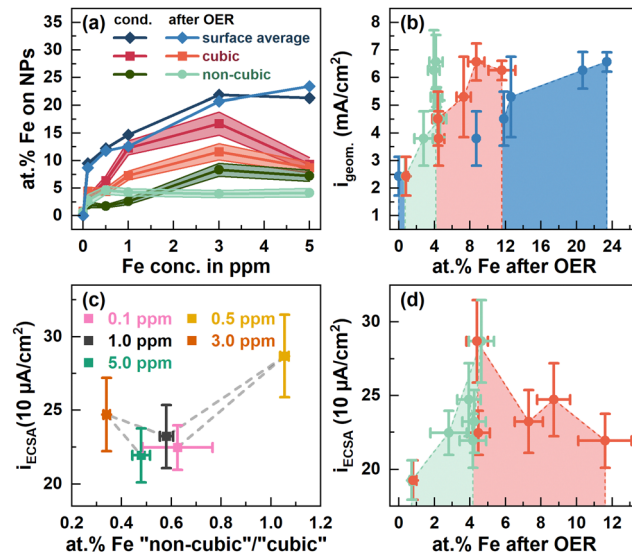 (a) cond. after OER
surface average
cubic
non-cubic
at.% Fe on NPs
35
30
25
20
15
10
5
0
0 1 2 3 4 5
Fe conc. in ppm
(b)
i geom. (mA/cm²)
8
7
6
5
4
3
2
1
0 4 8 12 16 20 24
at.% Fe after OER
(c)
0.1 ppm 0.5 ppm
1.0 ppm 3.0 ppm
5.0 ppm
i ECSA (10 µA/cm²)
30
25
20
0.2 0.4 0.6 0.8 1.0 1.2
at.% Fe "non-cubic"/"cubic"
(d)
i ECSA (10 µA/cm²)
30
25
20
0 2 4 6 8 10 12
at.% Fe after OER